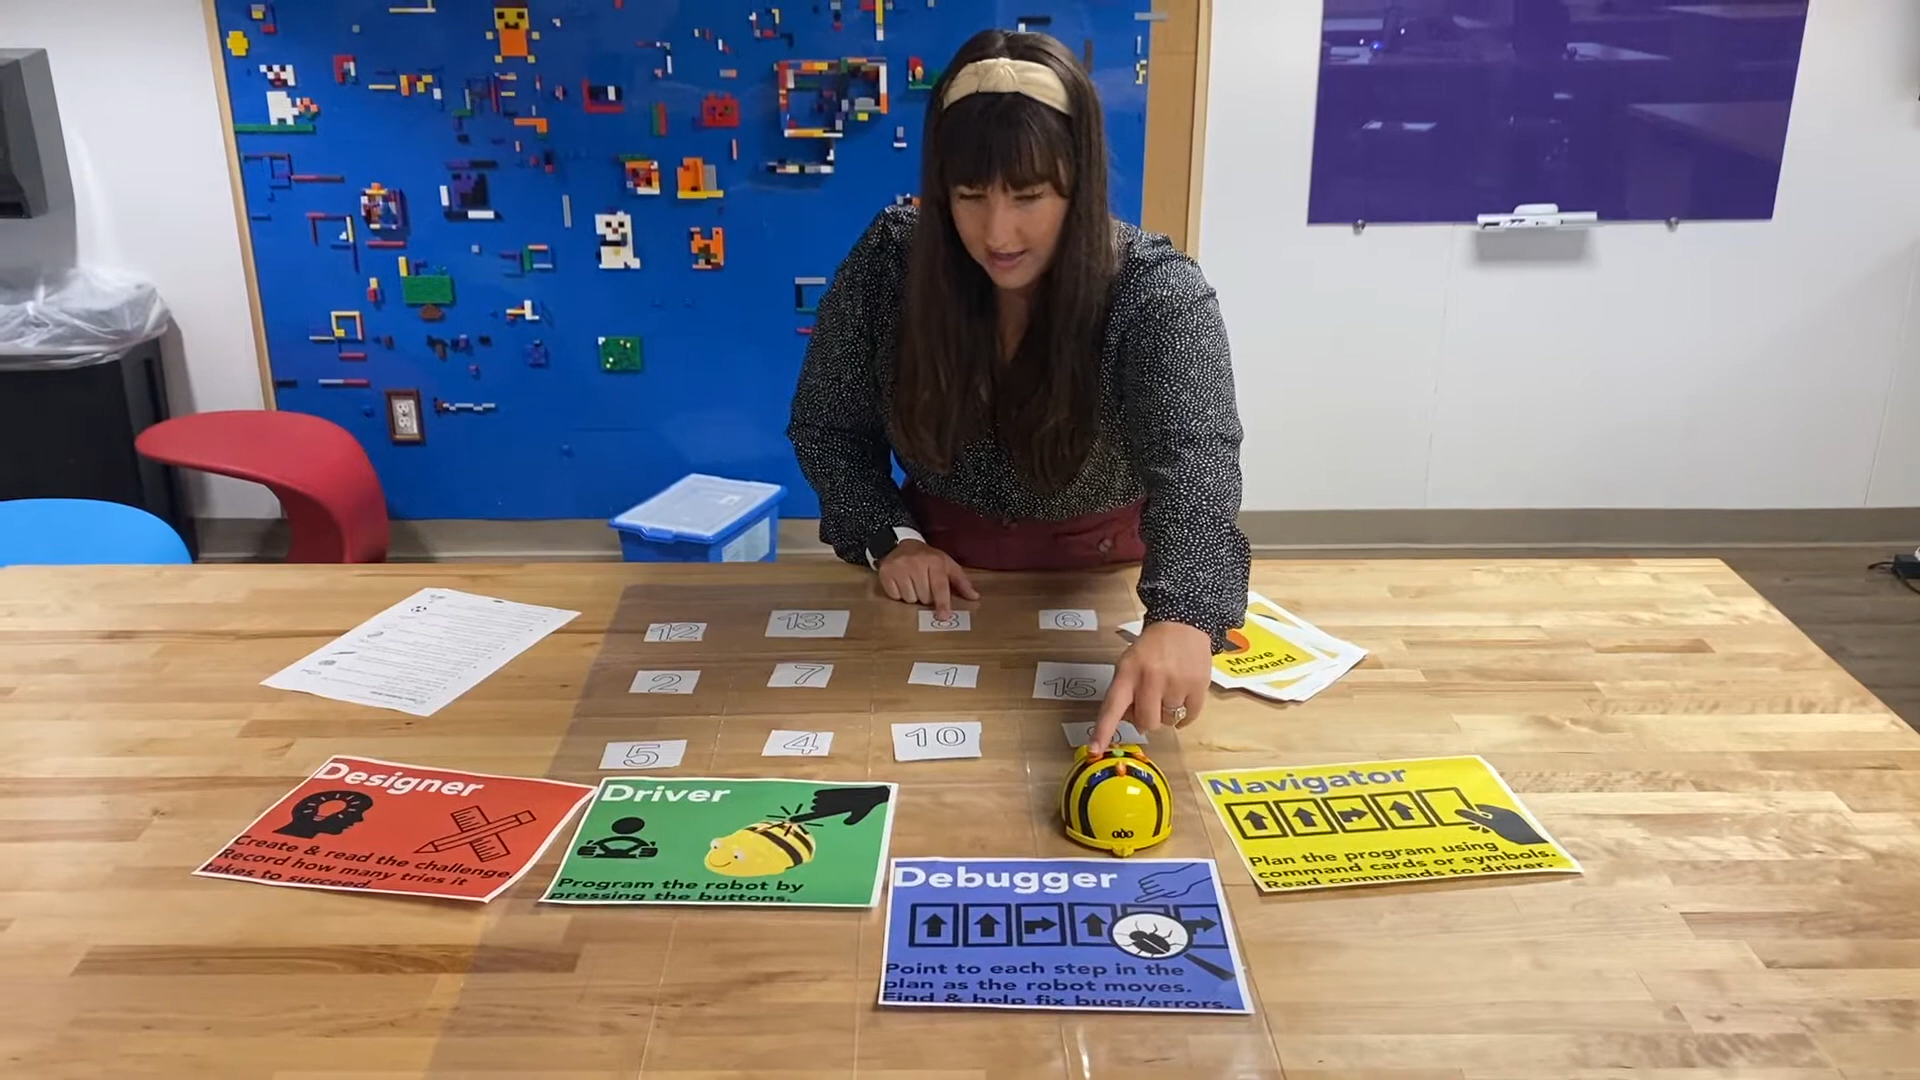 12 13 3 6
2 7 1 15
5 4 10
Move
forward
Designer
Create & read the challenge.
Record how many tries it
takes to succeed.
Driver
Program the robot by
pressing the buttons.
Debugger
Point to each step in the
plan as the robot moves.
Find & help fix bugs/errors.
Navigator
Plan the program using
command cards or symbols.
Read commands to driver.